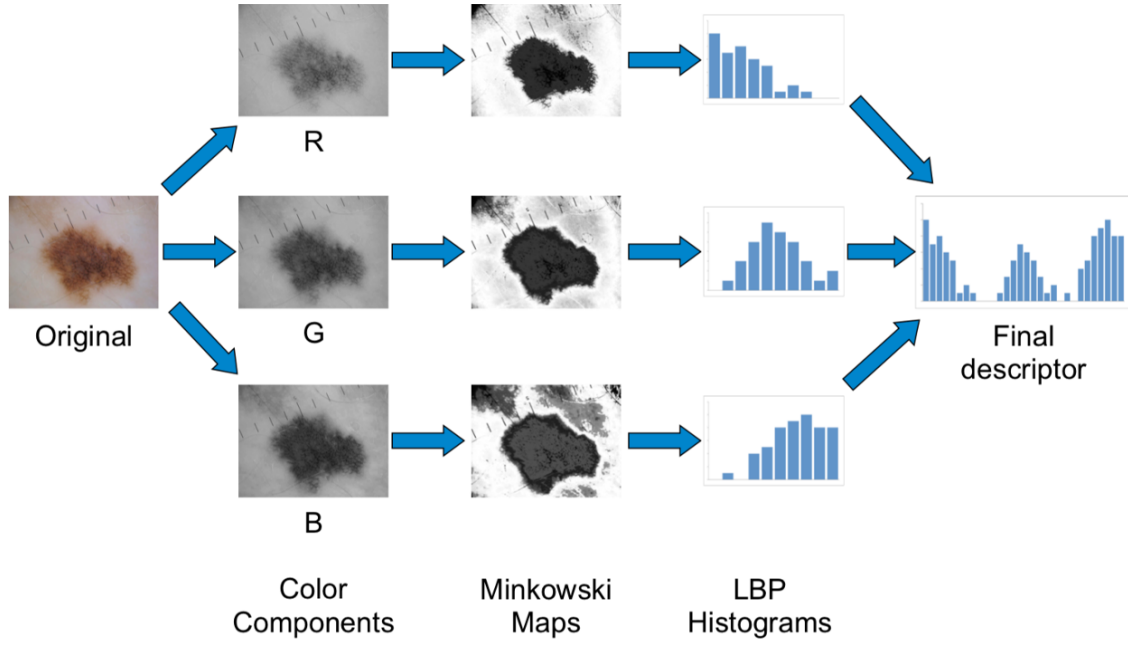 R
Original
G
Final
descriptor
B
Color
Components
Minkowski
Maps
LBP
Histograms